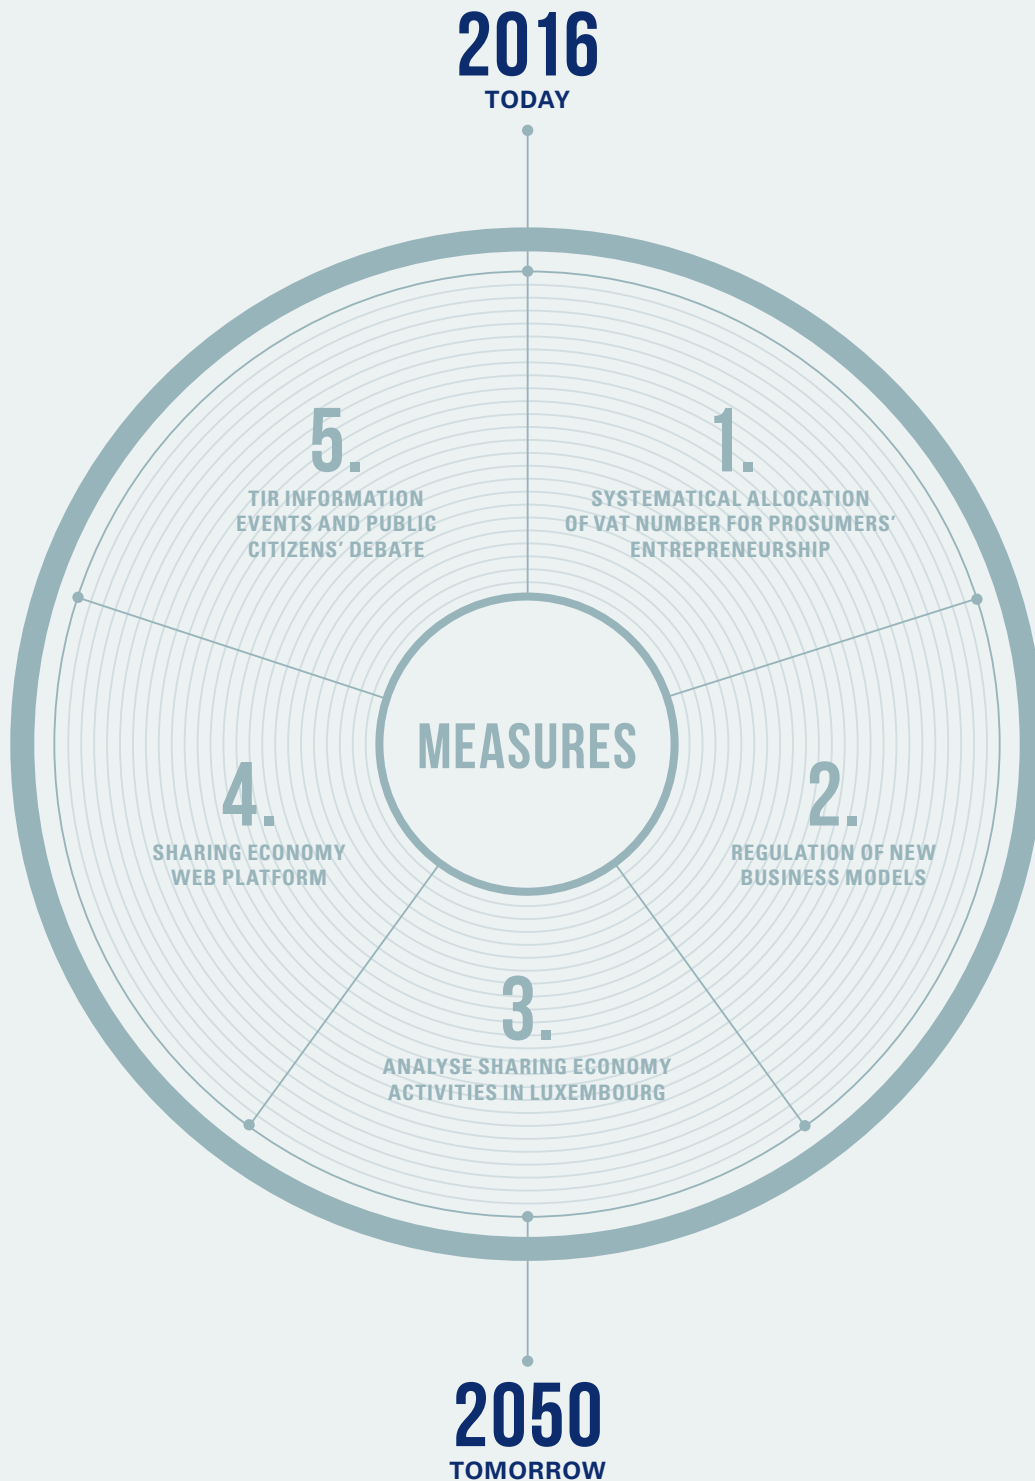 2016
TODAY
5.
TIR INFORMATION
EVENTS AND PUBLIC
CITIZENS' DEBATE
1.
SYSTEMATICAL ALLOCATION
OF VAT NUMBER FOR PROSUMERS'
ENTREPRENEURSHIP
MEASURES
4.
SHARING ECONOMY
WEB PLATFORM
2.
REGULATION OF NEW
BUSINESS MODELS
3.
ANALYSE SHARING ECONOMY
ACTIVITIES IN LUXEMBOURG
2050
TOMORROW